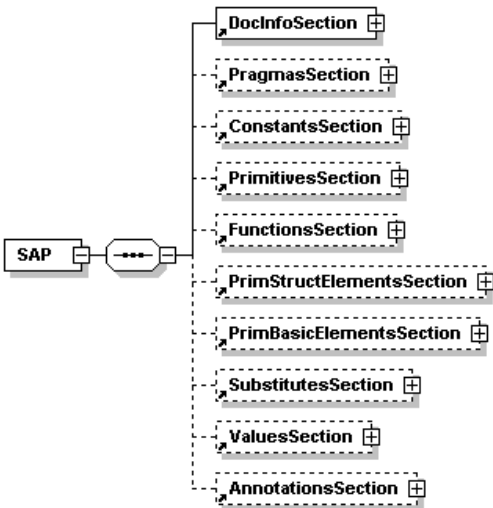 DocInfoSection
PragmasSection
ConstantsSection
PrimitivesSection
FunctionsSection
SAP
PrimStructElementsSection
PrimBasicElementsSection
SubstitutesSection
ValuesSection
AnnotationsSection